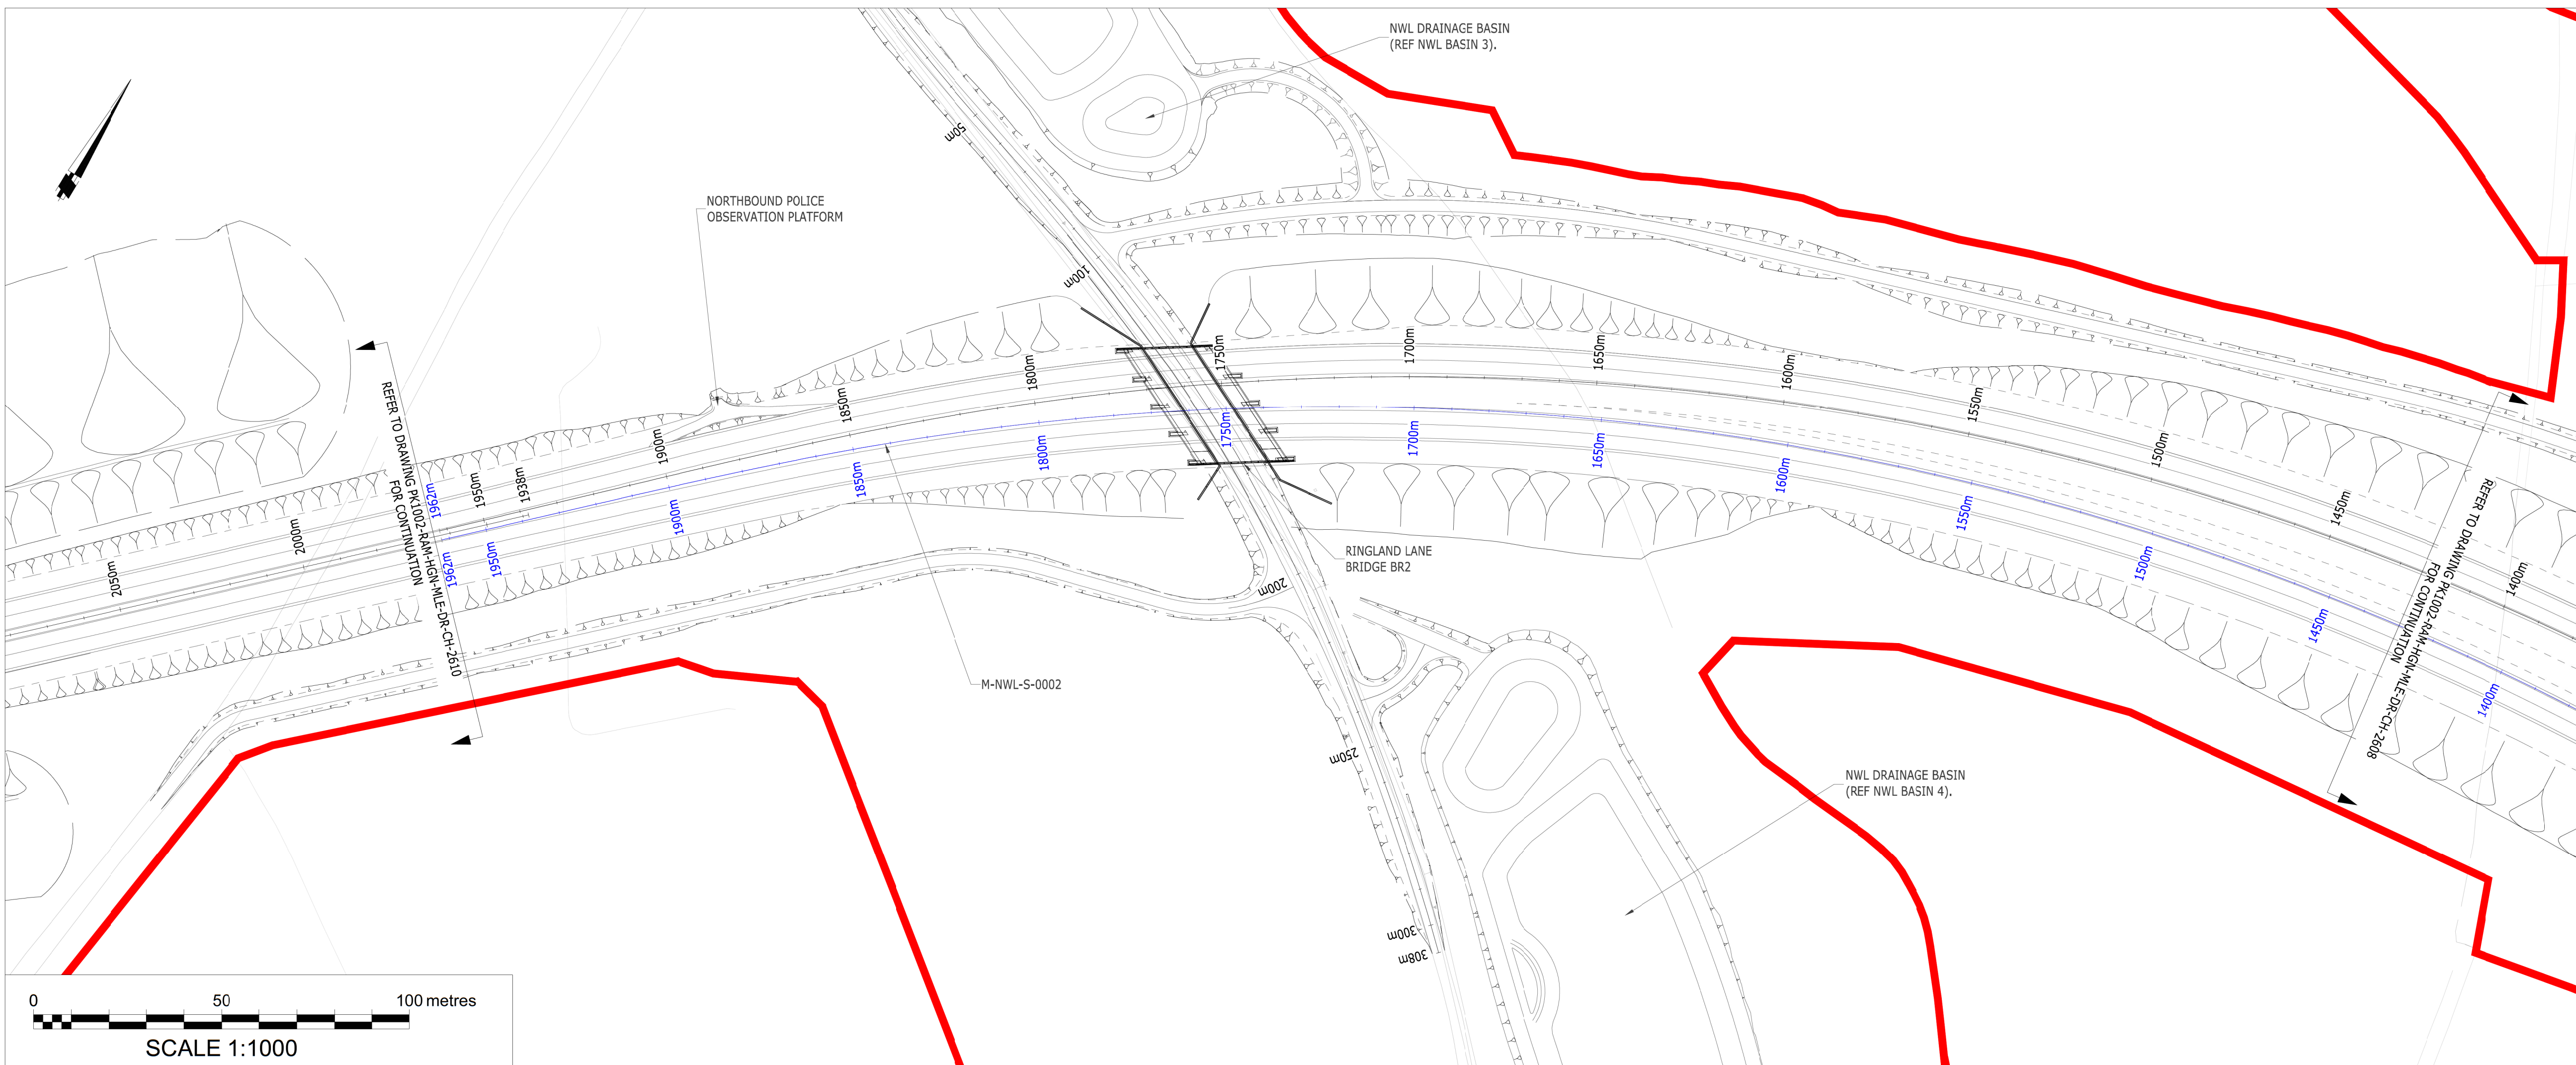 NWL DRAINAGE BASIN
(REF NWL BASIN 3).
50m
NORTHBOUND POLICE
OBSERVATION PLATFORM
100m
REFER TO DRAWING PK1002-RAM-HGN-MLE-DR-CH-2610
FOR CONTINUATION
2050m
2000m
1950m
1938m
1900m
1850m
1800m
1750m
1700m
1650m
1600m
1550m
1500m
1450m
1400m
1962m
1962m
1950m
1900m
1850m
1800m
1750m
1700m
1650m
1600m
1550m
1500m
1450m
1400m
REFER TO DRAWING PK1002-RAM-HGN-MLE-DR-CH-2608
FOR CONTINUATION
RINGLAND LANE
BRIDGE BR2
200m
M-NWL-S-0002
250m
NWL DRAINAGE BASIN
(REF NWL BASIN 4).
300m
308m
0 50 100 metres
SCALE 1:1000